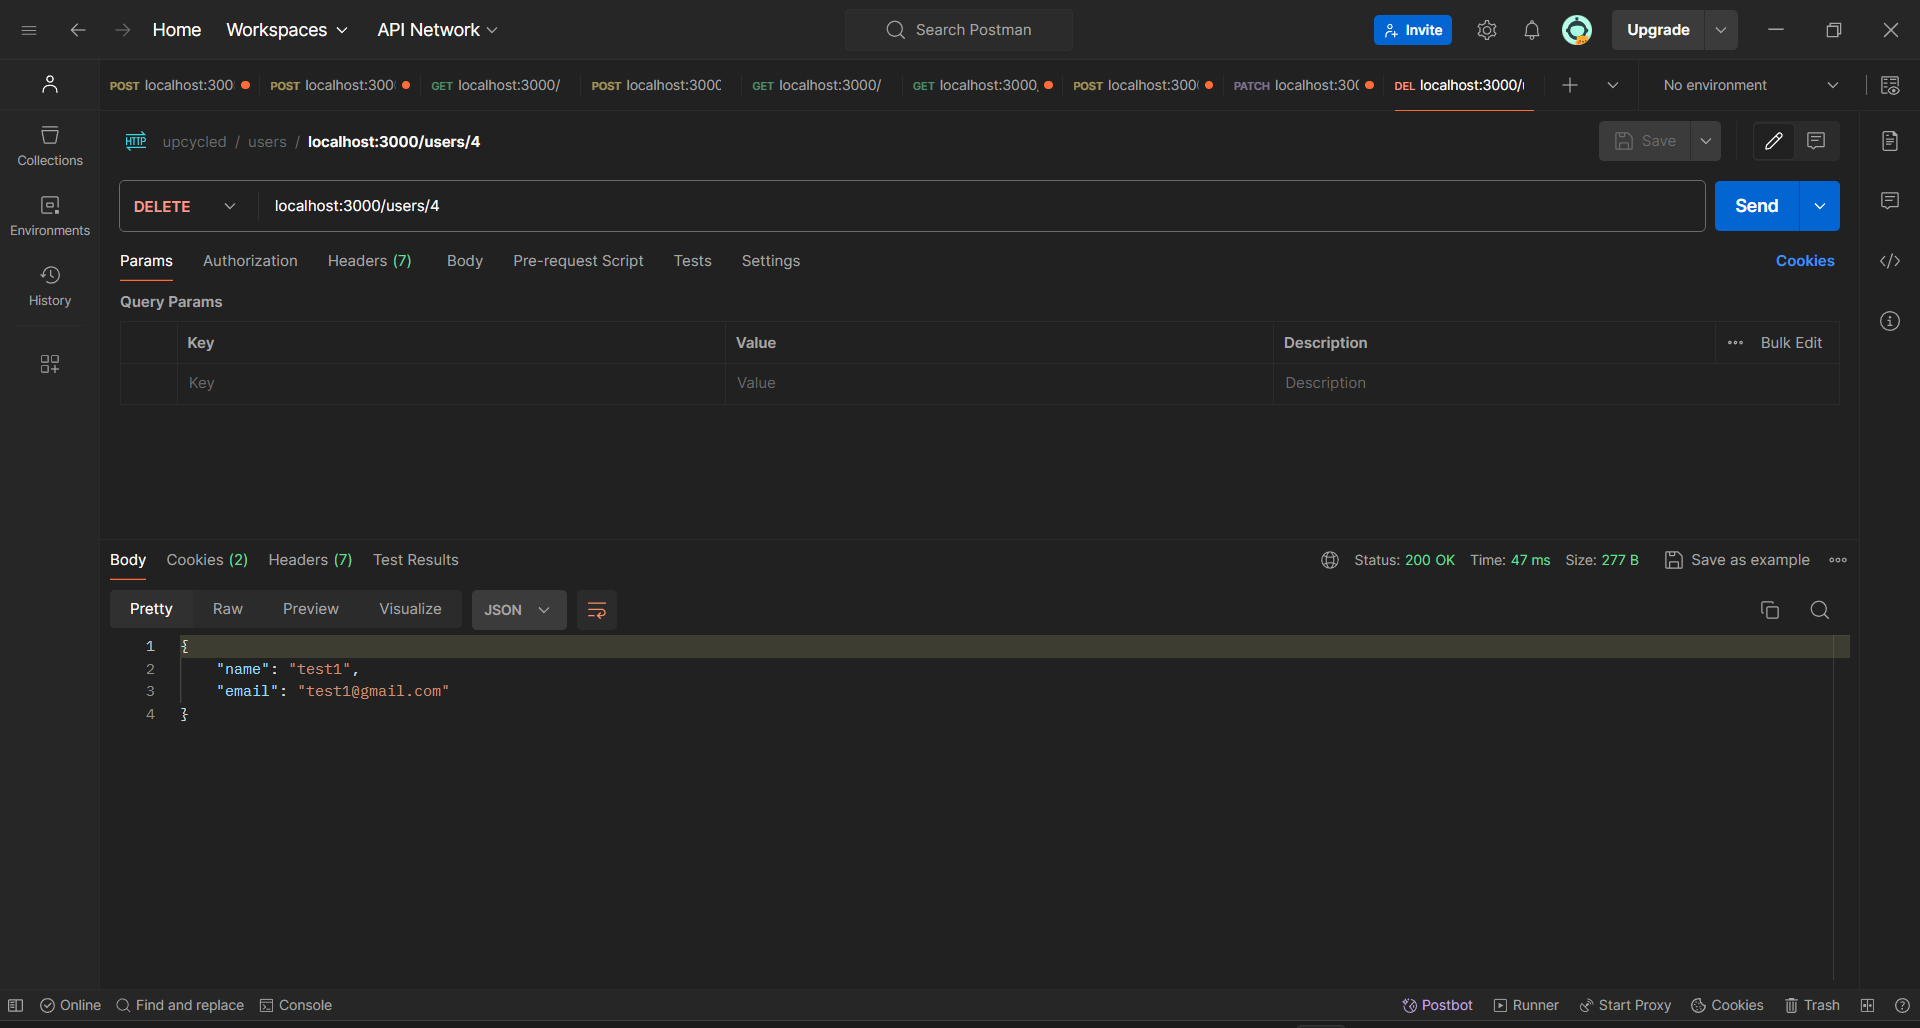 Home Workspaces API Network Search Postman Invite Upgrade
POST localhost:300 POST localhost:300 GET localhost:3000/ POST localhost:3000 GET localhost:3000/ GET localhost:3000, POST localhost:300 PATCH localhost:300 DEL localhost:3000/ No environment
HTTP upcycled / users / localhost:3000/users/4 Save
Collections
Environments
History
DELETE localhost:3000/users/4 Send
Params Authorization Headers (7) Body Pre-request Script Tests Settings Cookies
Query Params
Key Value Description Bulk Edit
Key Value Description
Body Cookies (2) Headers (7) Test Results Status: 200 OK Time: 47 ms Size: 277 B Save as example
Pretty Raw Preview Visualize JSON
1 {
2 "name": "test1",
3 "email": "test1@gmail.com"
4 }
Online Find and replace Console Postbot Runner Start Proxy Cookies Trash